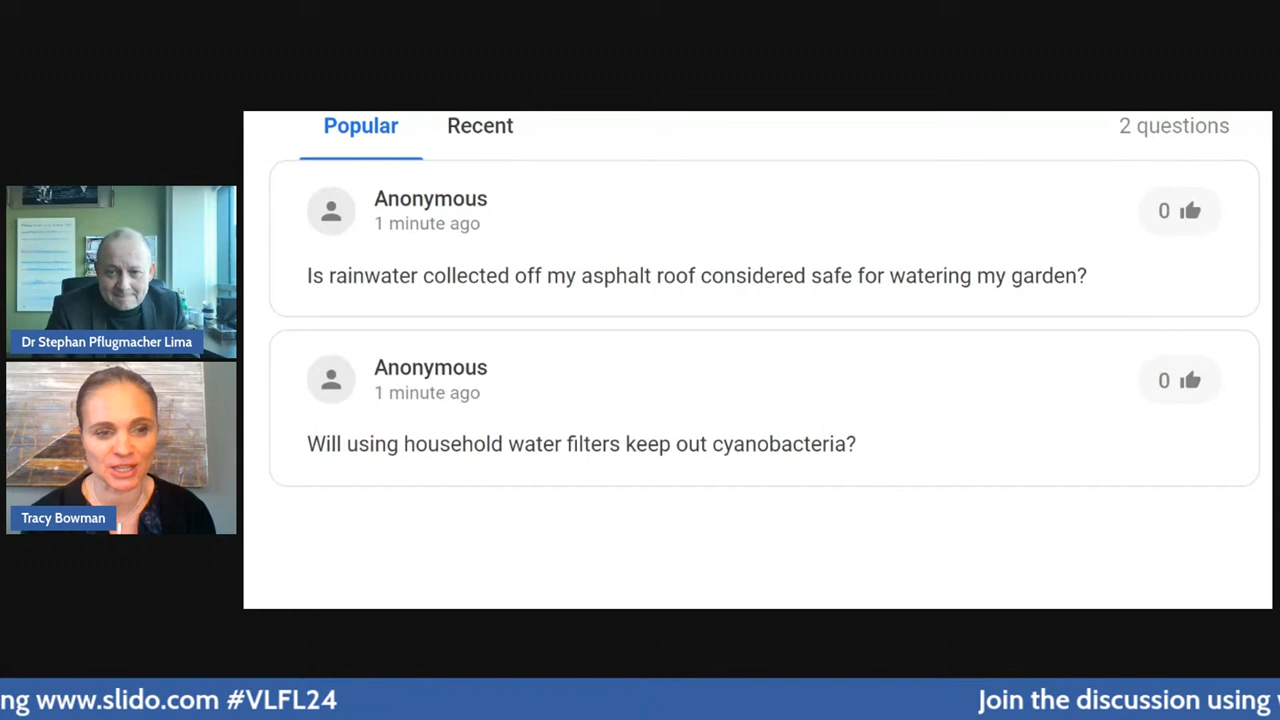 Popular
Recent
2 questions
Anonymous
1 minute ago
0
Is rainwater collected off my asphalt roof considered safe for watering my garden?
Anonymous
1 minute ago
0
Will using household water filters keep out cyanobacteria?
Dr Stephan Pflugmacher Lima
Tracy Bowman
ng www.slido.com #VLFL24
Join the discussion using